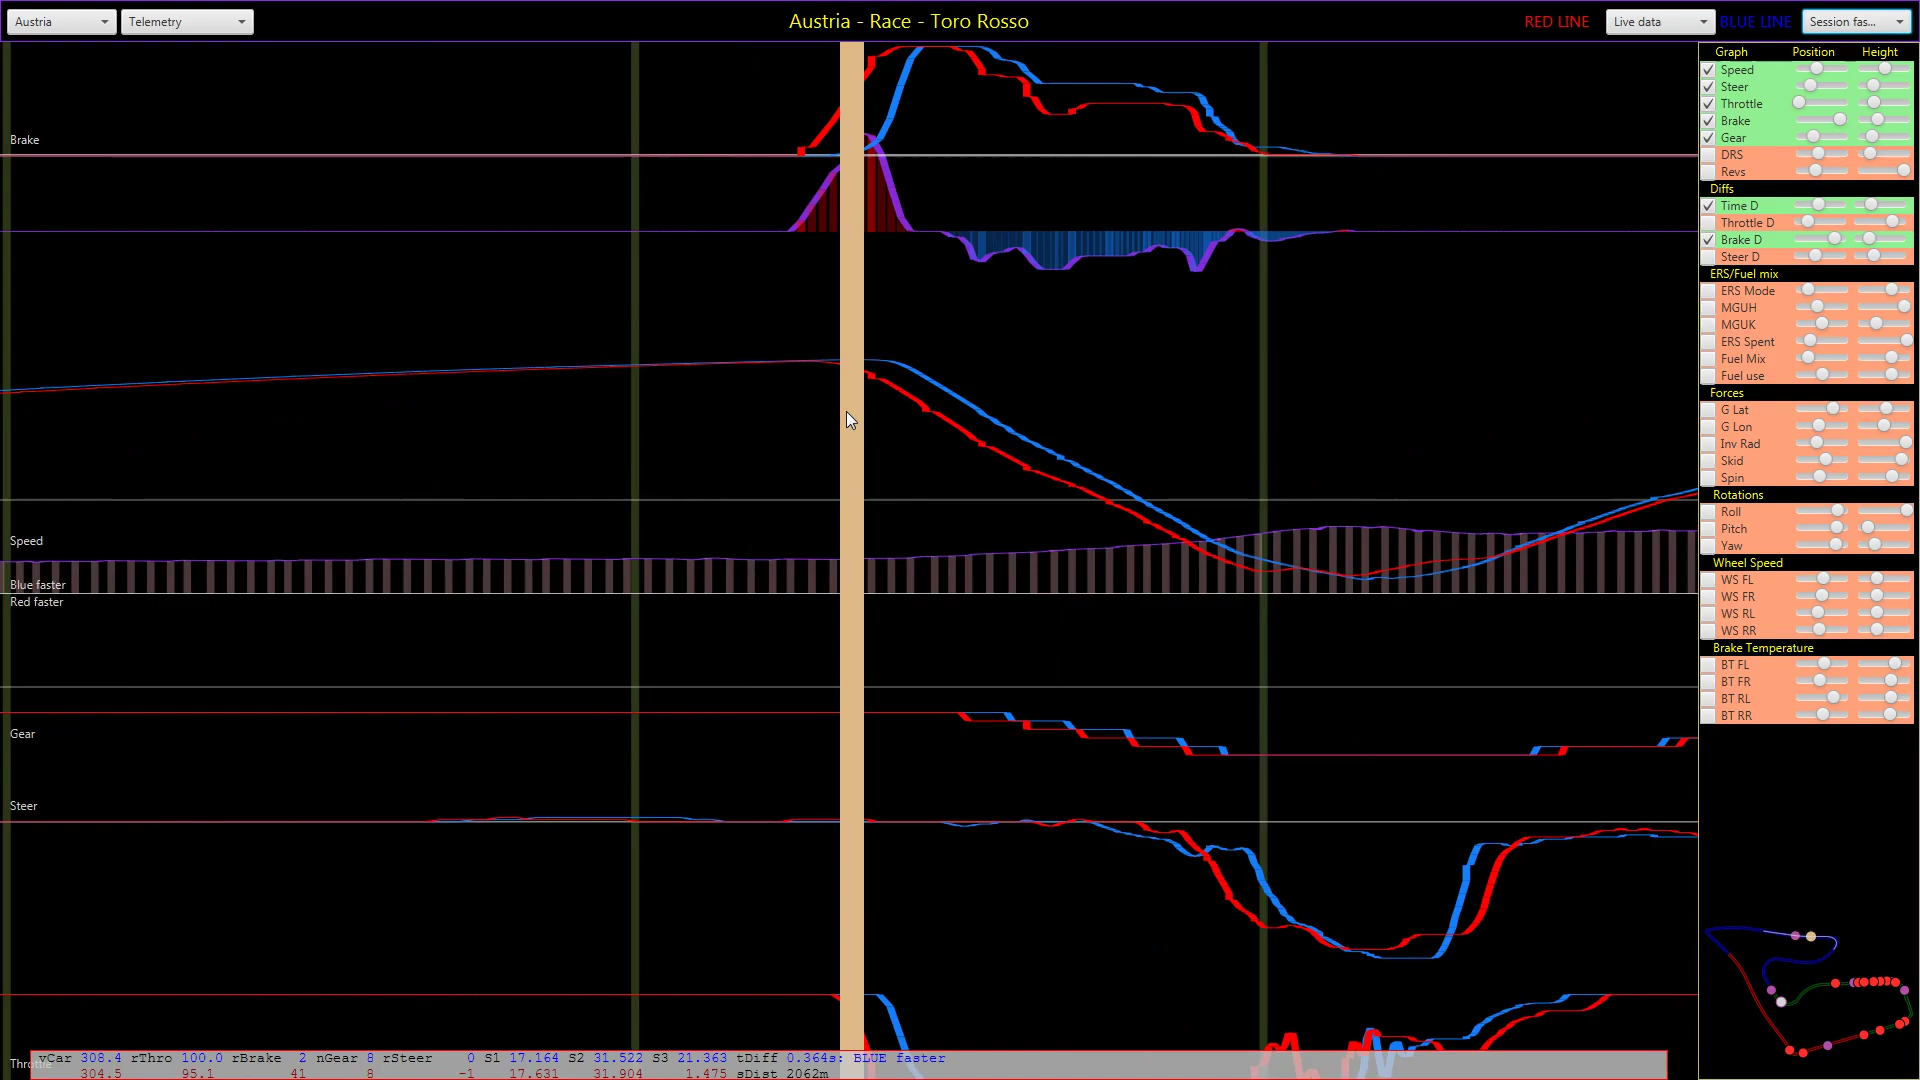 Austria Telemetry Austria - Race - Toro Rosso RED LINE Live data BLUE LINE Session fas...
Graph Position Height
Speed
Steer
Throttle
Brake
Gear
DRS
Revs
Diffs
Time D
Throttle D
Brake D
Steer D
ERS/Fuel mix
ERS Mode
MGUH
MGUK
ERS Spent
Fuel Mix
Fuel use
Forces
G Lat
G Lon
Inv Rad
Skid
Spin
Rotations
Roll
Pitch
Yaw
Wheel Speed
WS FL
WS FR
WS RL
WS RR
Brake Temperature
BT FL
BT FR
BT RL
BT RR
Brake
Speed
Blue faster
Red faster
Gear
Steer
vCar 308.4 rThro 100.0 rBrake 2 nGear 8 rSteer 0 S1 17.164 S2 31.522 S3 21.363 tDiff 0.364s: BLUE faster
304.5 95.1 41 8 -1 17.631 31.904 1.475 sDist 2062m